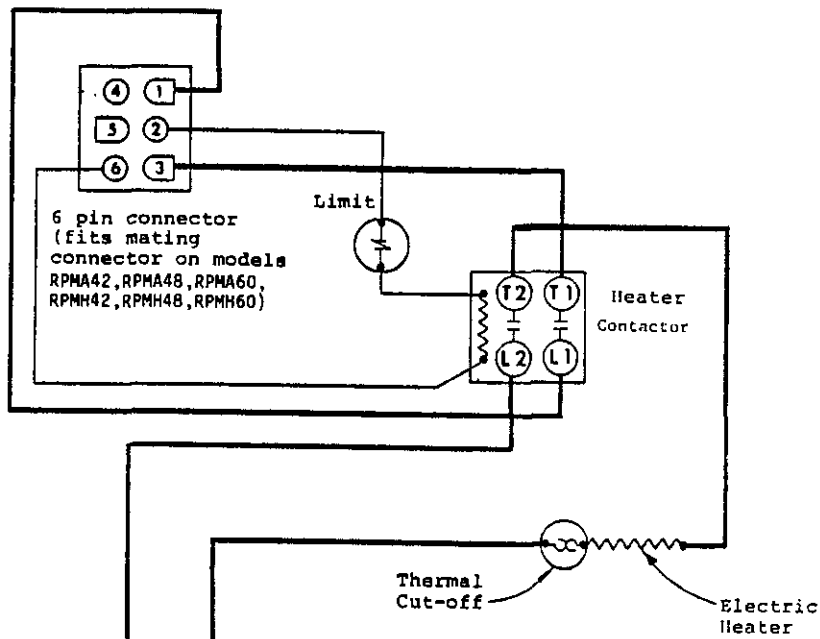 4 1
5 2
6 3
6 pin connector
(fits mating
connector on models
RPMA42,RPMA48,RPMA60,
RPMH42,RPMH48,RPMH60)
Limit
T2 T1
L2 L1
Heater
Contactor
Thermal
Cut-off
Electric
Heater